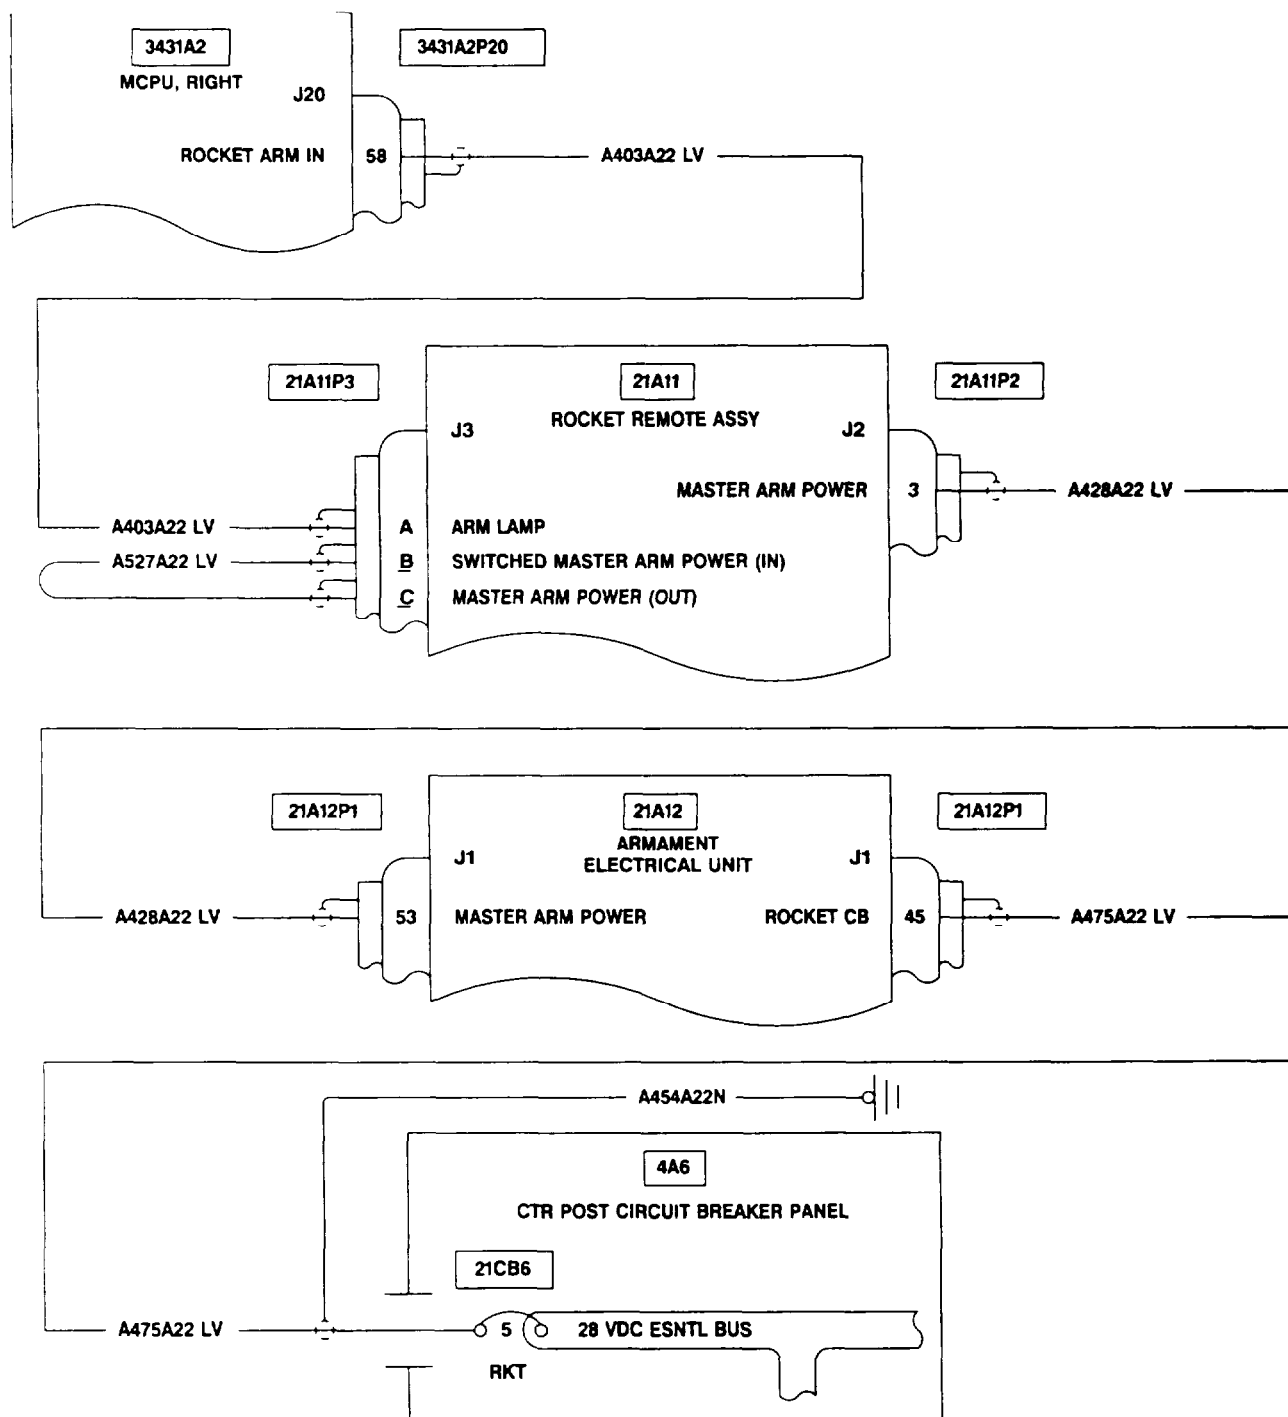 3431A2
3431A2P20
MCPU, RIGHT
J20
ROCKET ARM IN
58
A403A22 LV
21A11P3
21A11
21A11P2
ROCKET REMOTE ASSY
J3
J2
MASTER ARM POWER
3
A428A22 LV
A403A22 LV
A
ARM LAMP
A527A22 LV
B
SWITCHED MASTER ARM POWER (IN)
C
MASTER ARM POWER (OUT)
21A12P1
21A12
21A12P1
ARMAMENT
ELECTRICAL UNIT
J1
J1
A428A22 LV
53
MASTER ARM POWER
ROCKET CB
45
A475A22 LV
A454A22N
4A6
CTR POST CIRCUIT BREAKER PANEL
21CB6
A475A22 LV
5
28 VDC ESNTL BUS
RKT